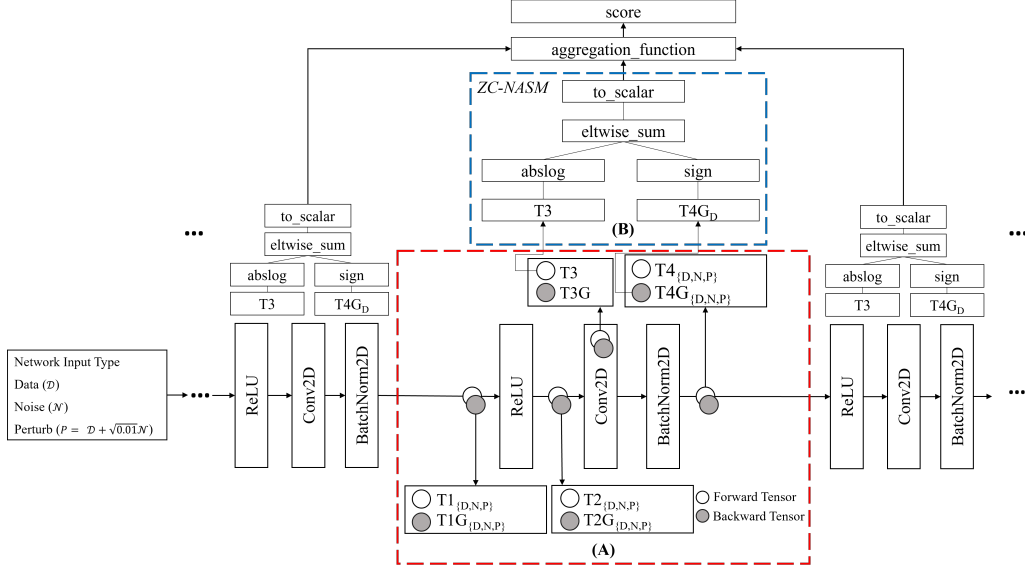 score
aggregation_function
ZC-NASM
to_scalar
eltwise_sum
abslog
sign
T3
T4G_D
(B)
•••
to_scalar
eltwise_sum
abslog
sign
T3
T4G_D
T3
T3G
T4_{D,N,P}
T4G_{D,N,P}
•••
to_scalar
eltwise_sum
abslog
sign
T3
T4G_D
•••
Network Input Type
Data (𝒟)
Noise (𝒩)
Perturb (P = 𝒟 + √0.01𝒩)
•••
ReLU
Conv2D
BatchNorm2D
ReLU
Conv2D
BatchNorm2D
ReLU
Conv2D
BatchNorm2D
•••
T1_{D,N,P}
T1G_{D,N,P}
T2_{D,N,P}
T2G_{D,N,P}
Forward Tensor
Backward Tensor
(A)